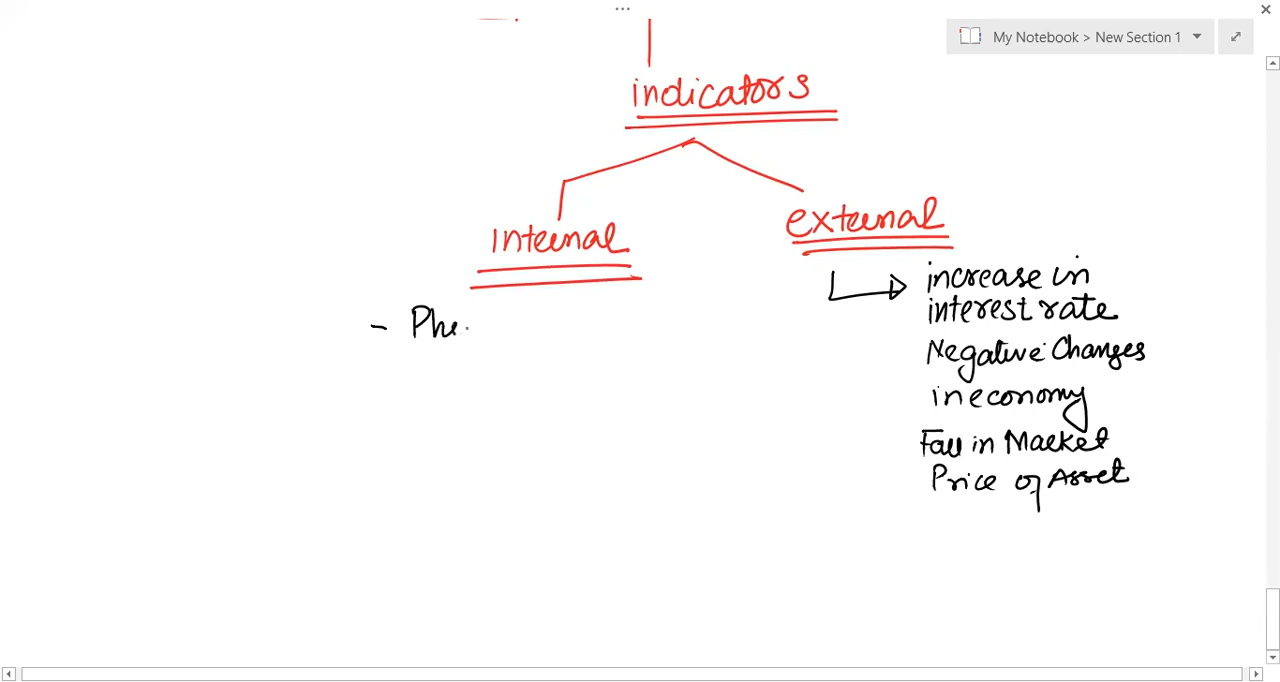 My Notebook > New Section 1
indicators
Internal
external
increase in
interest rate
- Phe
Negative Changes
in economy
Fall in Market
Price of Asset